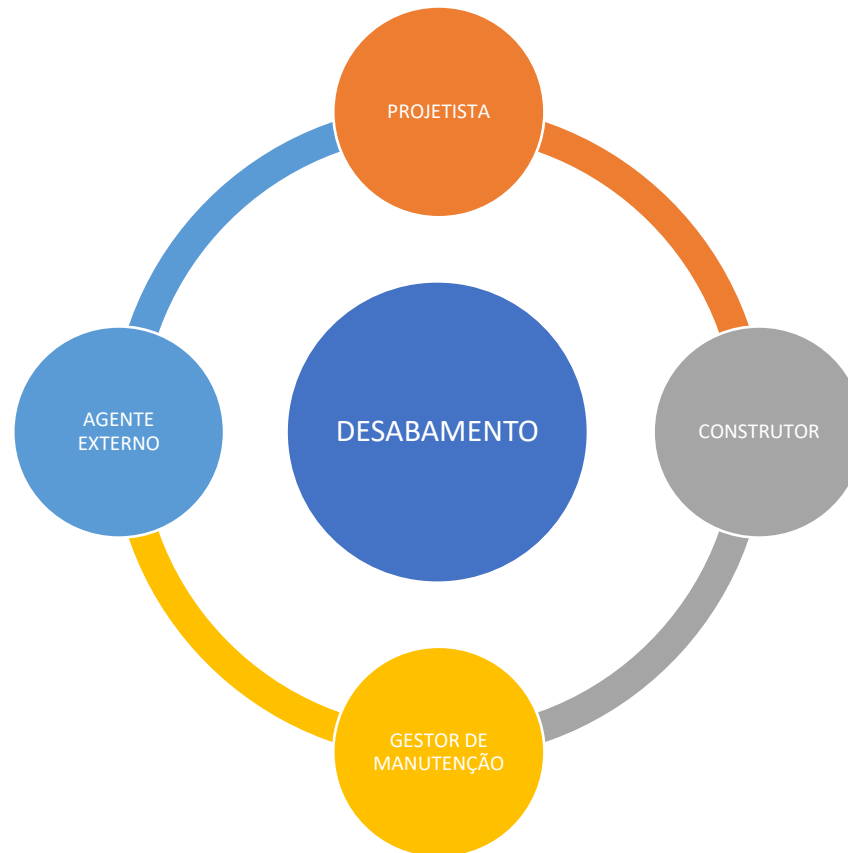 PROJETISTA
AGENTE
EXTERNO
DESABAMENTO
CONSTRUTOR
GESTOR DE
MANUTENÇÃO